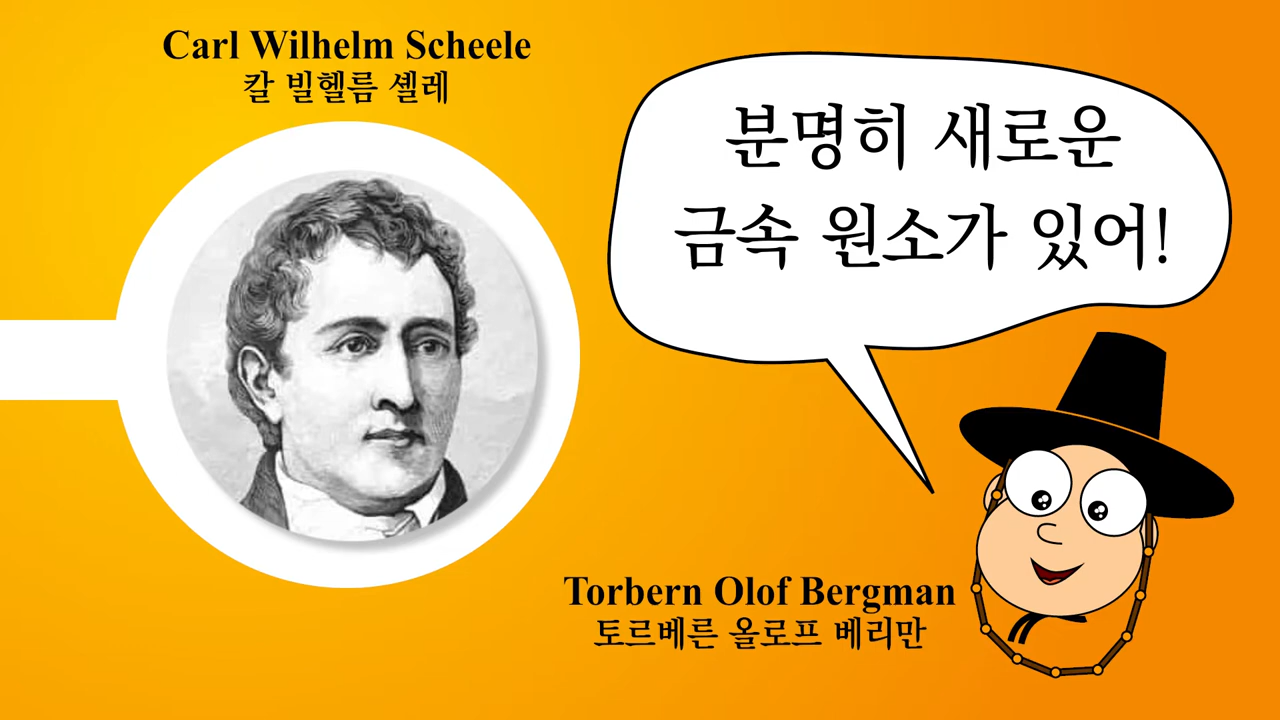 Carl Wilhelm Scheele
칼 빌헬름 셸레
분명히 새로운
금속 원소가 있어!
Torbern Olof Bergman
토르베른 올로프 베리만